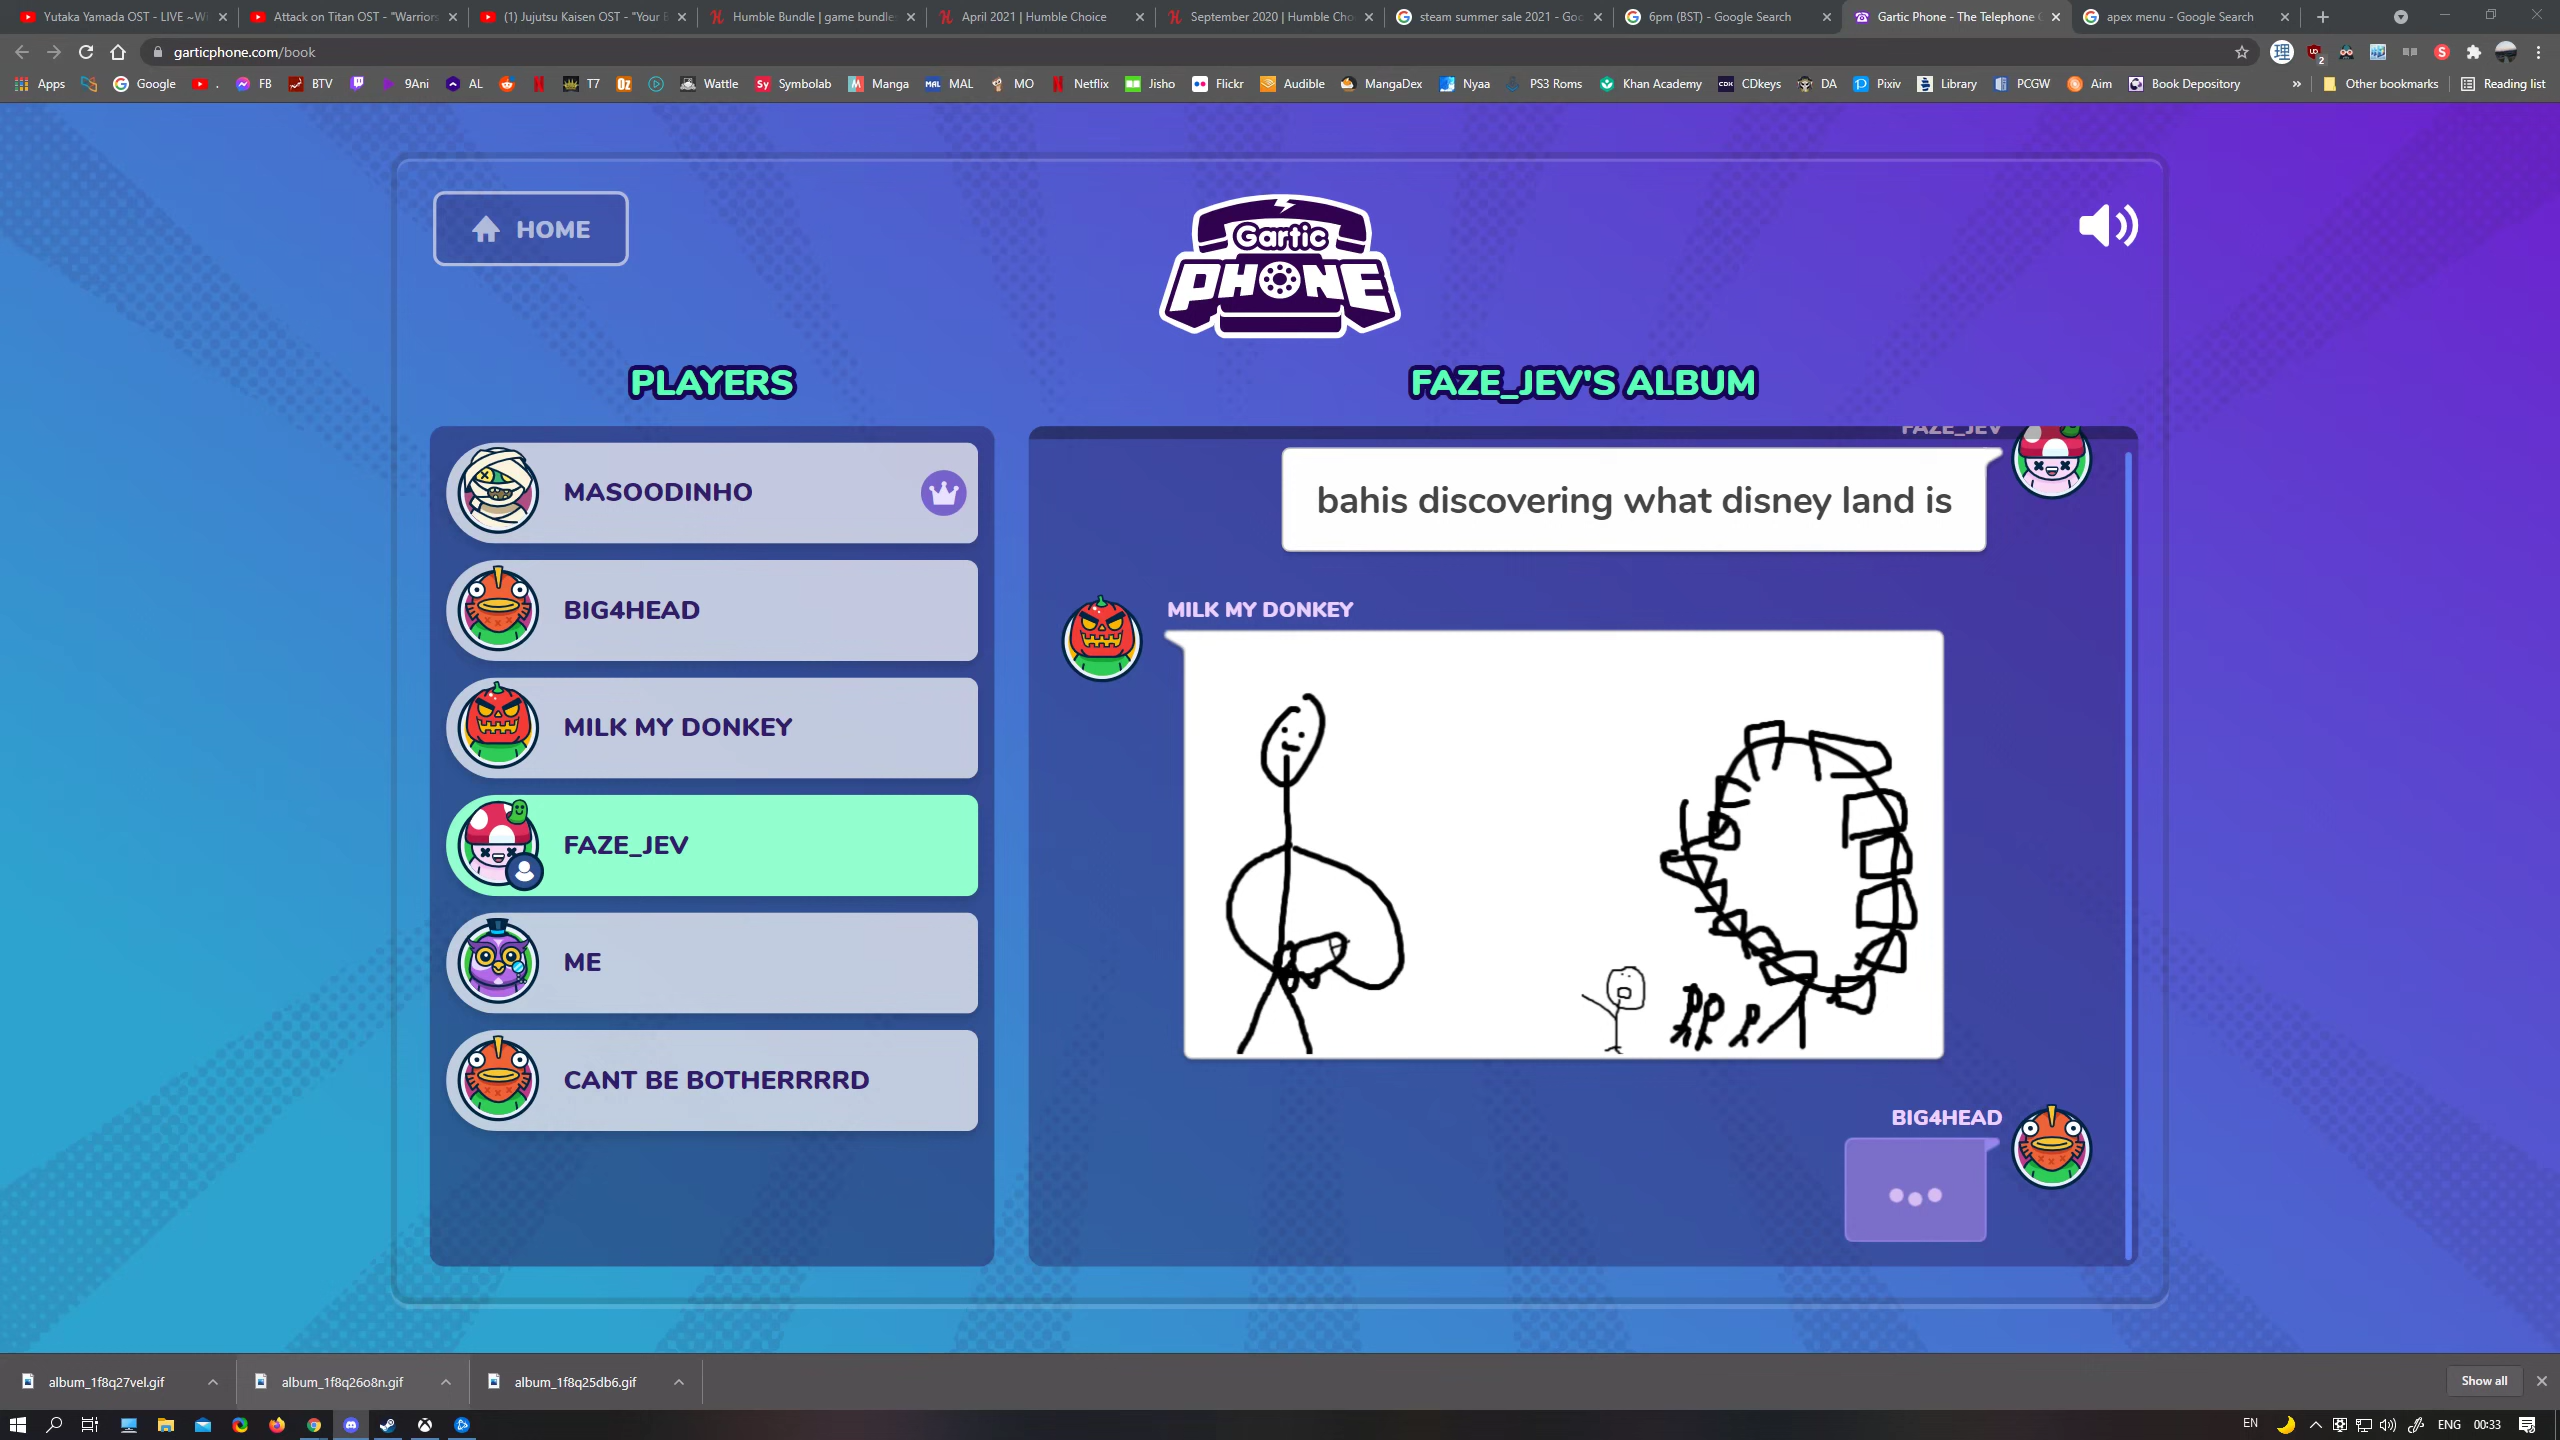 Yutaka Yamada OST - LIVE ~Wi
Attack on Titan OST - "Warriors
(1) Jujutsu Kaisen OST - "Your B
Humble Bundle | game bundle
April 2021 | Humble Choice
September 2020 | Humble Cho
steam summer sale 2021 - Goo
6pm (BST) - Google Search
Gartic Phone - The Telephone G
apex menu - Google Search
garticphone.com/book
Apps
Google
.
FB
BTV
9Ani
AL
T7
Wattle
Symbolab
Manga
MAL
MO
Netflix
Jisho
Flickr
Audible
MangaDex
Nyaa
PS3 Roms
Khan Academy
CDkeys
DA
Pixiv
Library
PCGW
Aim
Book Depository
»
Other bookmarks
Reading list
HOME
Gartic
PHONE
PLAYERS
FAZE_JEV'S ALBUM
MASOODINHO
BIG4HEAD
MILK MY DONKEY
FAZE_JEV
ME
CANT BE BOTHERRRRD
FAZE_JEV
bahis discovering what disney land is
MILK MY DONKEY
BIG4HEAD
album_1f8q27vel.gif
album_1f8q26o8n.gif
album_1f8q25db6.gif
Show all
EN
ENG
00:33